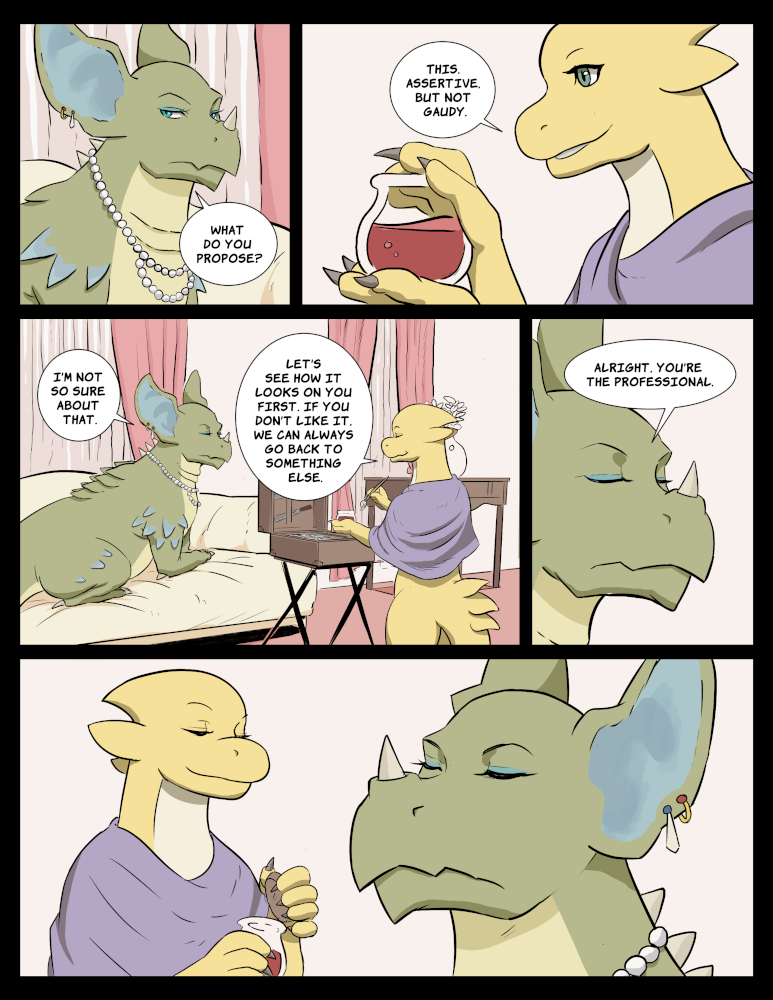 WHAT
DO YOU
PROPOSE?
THIS.
ASSERTIVE.
BUT NOT
GAUDY.
I'M NOT
SO SURE
ABOUT
THAT.
LET'S
SEE HOW IT
LOOKS ON YOU
FIRST. IF YOU
DON'T LIKE IT,
WE CAN ALWAYS
GO BACK TO
SOMETHING
ELSE.
ALRIGHT. YOU'RE
THE PROFESSIONAL.